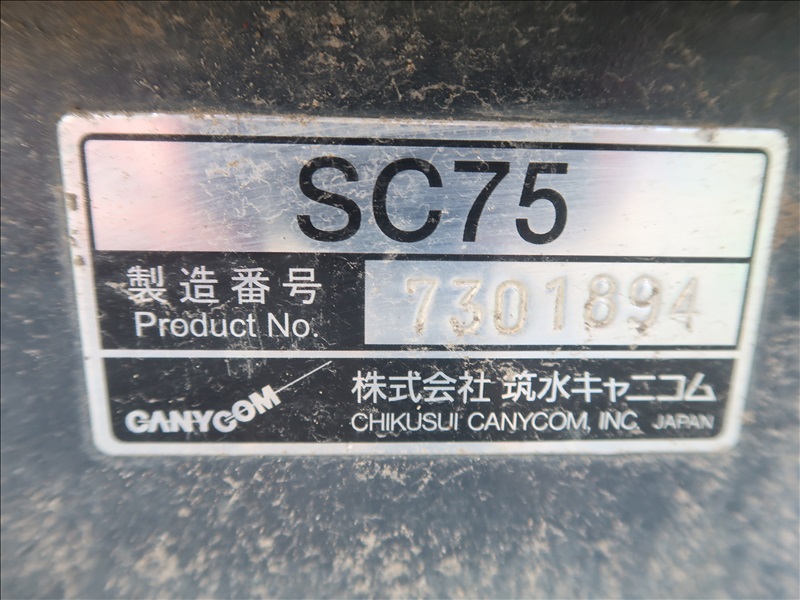 SC75
製造番号
Product No.
7301894
CANYCOM
株式会社 筑水キャニコム
CHIKUSUI CANYCOM, INC. JAPAN